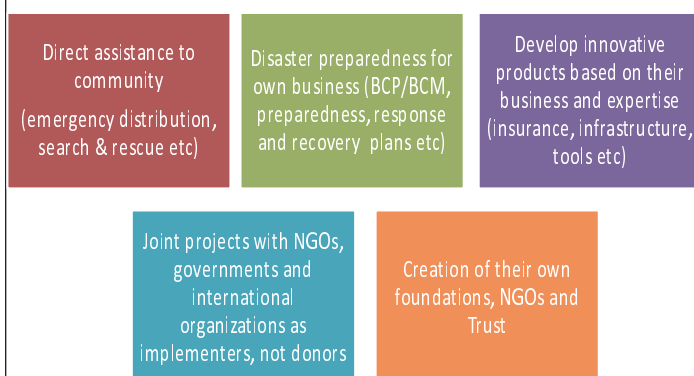 Direct assistance to
community
(emergency distribution,
search & rescue etc)
Disaster preparedness for
own business (BCP/BCM,
preparedness, response
and recovery plans etc)
Develop innovative
products based on their
business and expertise
(insurance, infrastructure,
tools etc)
Joint projects with NGOs,
governments and
international
organizations as
implementers, not donors
Creation of their own
foundations, NGOs and
Trust